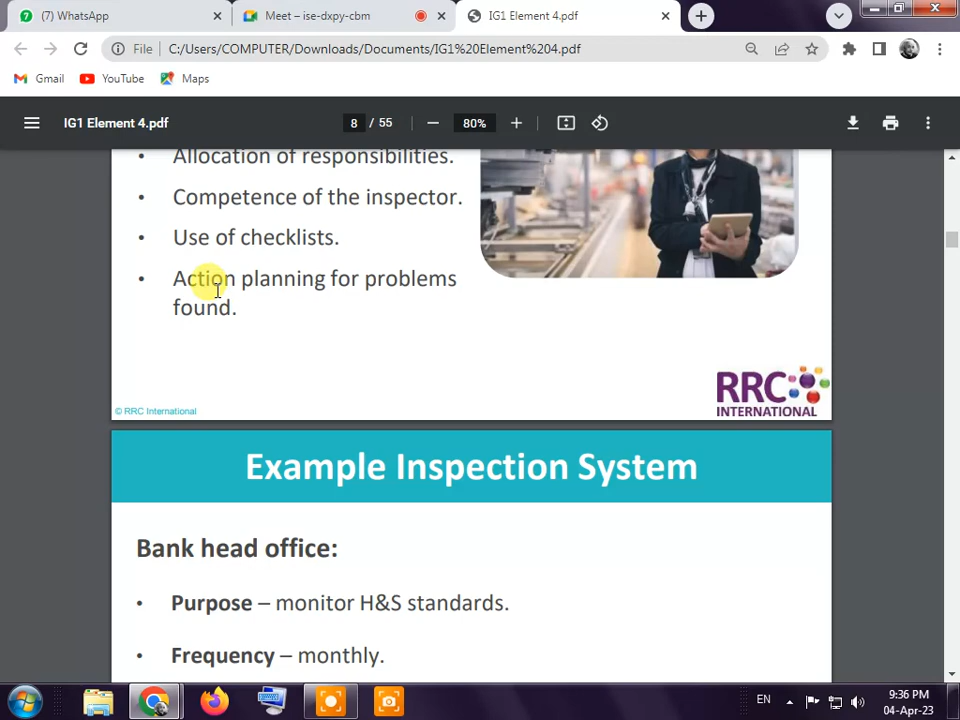 (7) WhatsApp
Meet – ise-dxpy-cbm
IG1 Element 4.pdf
File
C:/Users/COMPUTER/Downloads/Documents/IG1%20Element%204.pdf
Gmail
YouTube
Maps
IG1 Element 4.pdf
8 / 55
80%
• Allocation of responsibilities.
• Competence of the inspector.
• Use of checklists.
• Action planning for problems
found.
RRC
INTERNATIONAL
© RRC International
Example Inspection System
Bank head office:
• Purpose – monitor H&S standards.
• Frequency – monthly.
EN
9:36 PM
04-Apr-23